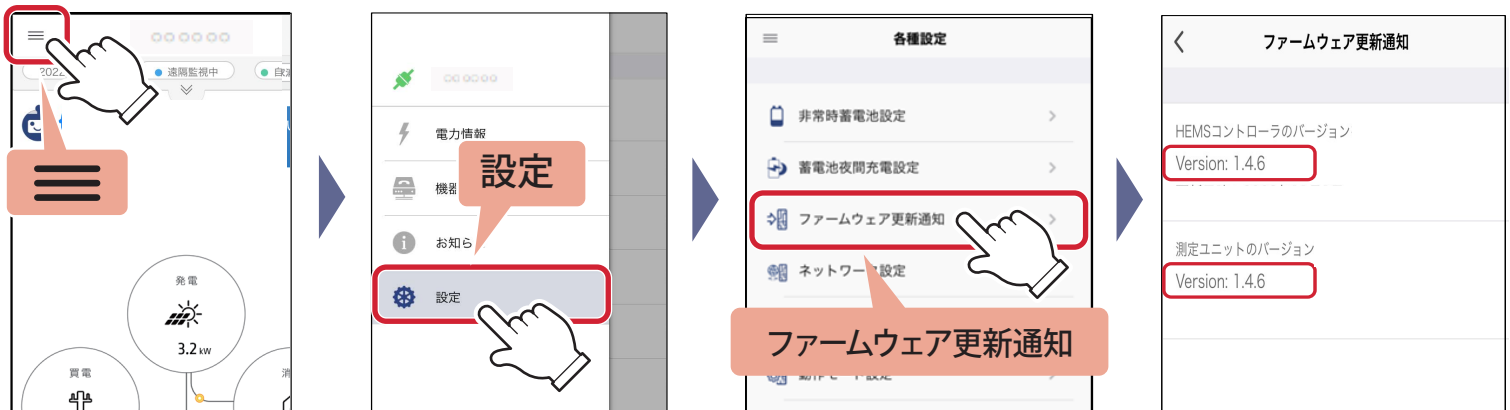 2022
遠隔監視中
発電
3.2 kw
買電
電力情報
機器
お知ら
設定
設定
各種設定
非常時蓄電池設定
蓄電池夜間充電設定
ファームウェア更新通知
ネットワー
設定
ファームウェア更新通知
ファームウェア更新通知
HEMSコントローラのバージョン
Version: 1.4.6
測定ユニットのバージョン
Version: 1.4.6